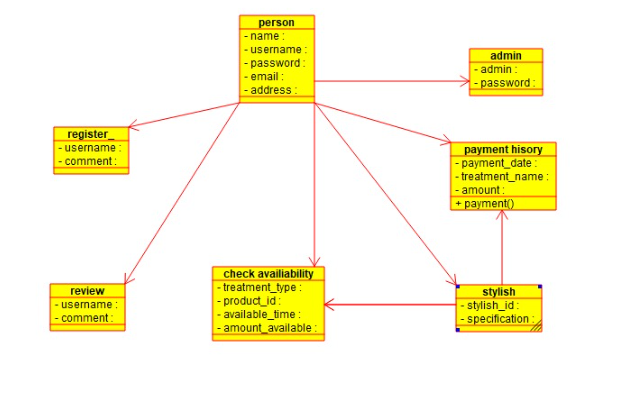 person
- name :
- username :
- password :
- email :
- address :
admin
- admin :
- password :
register_
- username :
- comment :
payment hisory
- payment_date :
- treatment_name :
- amount :
+ payment()
review
- username :
- comment :
check availiability
- treatment_type :
- product_id :
- available_time :
- amount_available :
stylish
- stylish_id :
- specification :